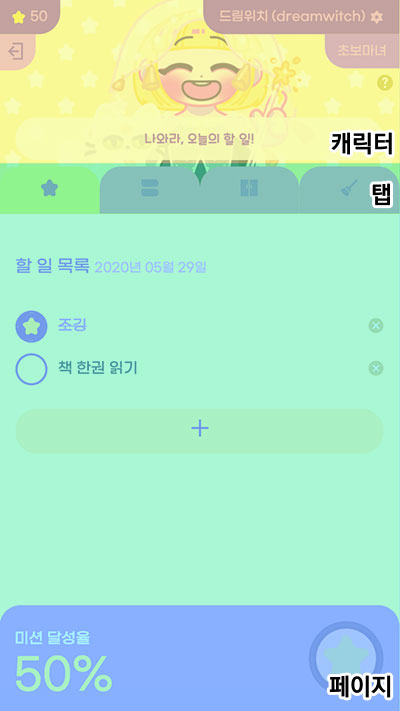 50
드림위치 (dreamwitch)
초보마녀
?
나와라, 오늘의 할 일!
캐릭터
탭
할 일 목록 2020년 05월 29일
조깅
책 한권 읽기
+
미션 달성율
50%
페이지